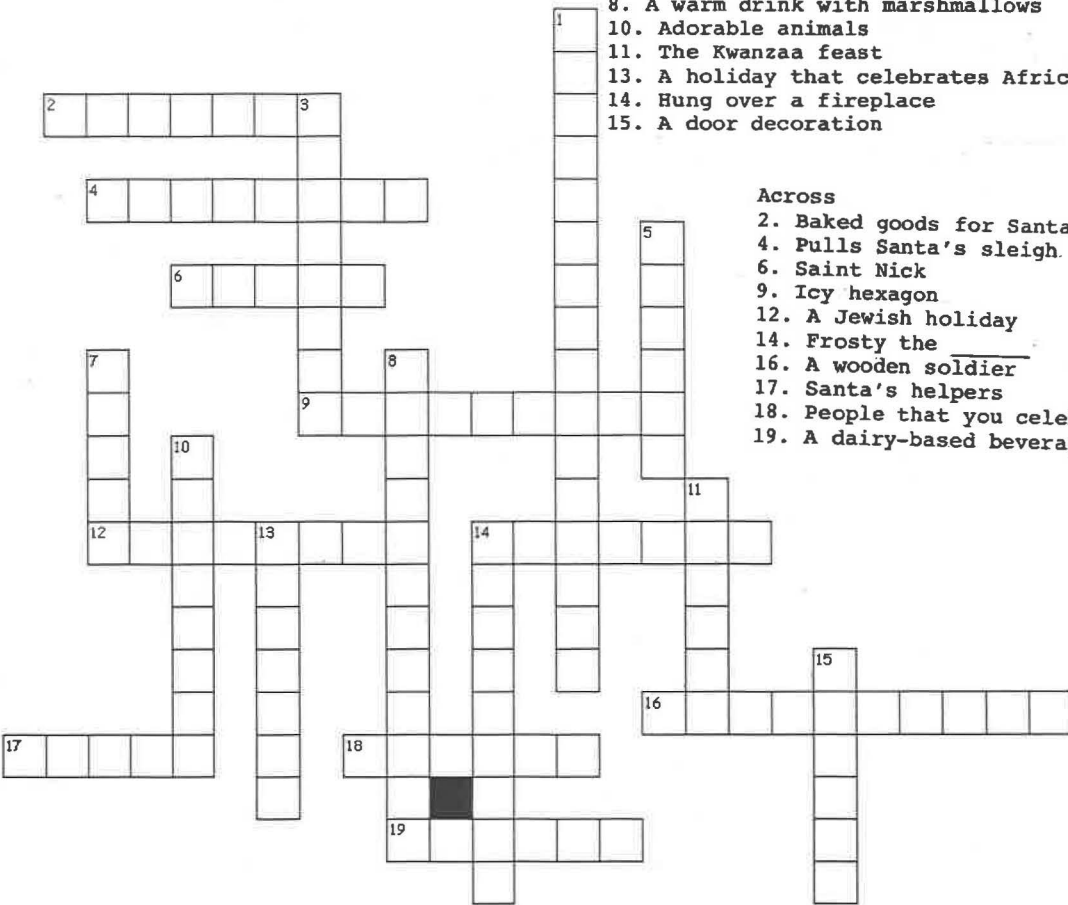 8. A warm drink with marshmallows
10. Adorable animals
11. The Kwanzaa feast
13. A holiday that celebrates Afric
14. Hung over a fireplace
15. A door decoration
Across
2. Baked goods for Santa
4. Pulls Santa's sleigh.
6. Saint Nick
9. Icy hexagon
12. A Jewish holiday
14. Frosty the ______
16. A wooden soldier
17. Santa's helpers
18. People that you cele
19. A dairy-based bevera
1
2
3
4
5
6
7
8
9
10
11
12
13
14
15
16
17
18
19